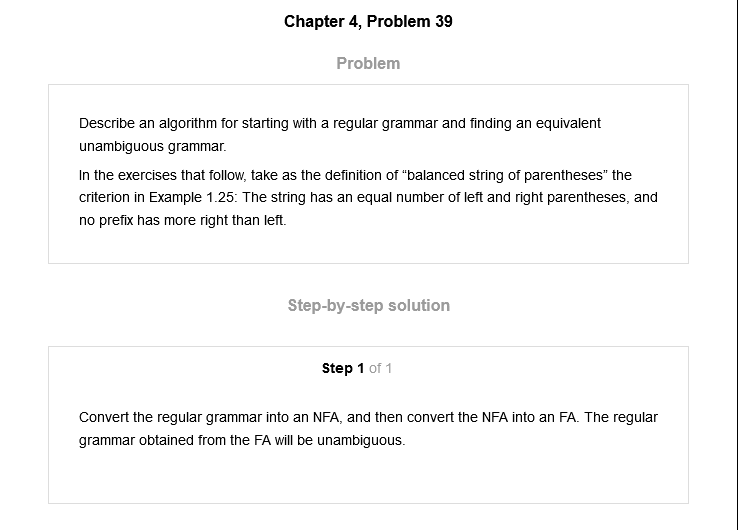 Chapter 4, Problem 39
Problem
Describe an algorithm for starting with a regular grammar and finding an equivalent
unambiguous grammar.
In the exercises that follow, take as the definition of “balanced string of parentheses” the
criterion in Example 1.25: The string has an equal number of left and right parentheses, and
no prefix has more right than left.
Step-by-step solution
Step 1 of 1
Convert the regular grammar into an NFA, and then convert the NFA into an FA. The regular
grammar obtained from the FA will be unambiguous.